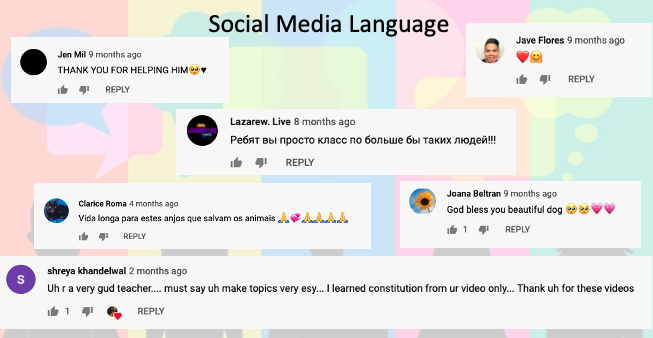 Social Media Language
Jen Mil 9 months ago
THANK YOU FOR HELPING HIM🥺♥
REPLY
Jave Flores 9 months ago
❤️🤗
REPLY
Lazarew. Live 8 months ago
Ребят вы просто класс по больше бы таких людей!!!
REPLY
Clarice Roma 4 months ago
Vida longa para estes anjos que salvam os animais 🙏💞🙏🙏🙏🙏
REPLY
Joana Beltran 9 months ago
God bless you beautiful dog 🥺🥺💗💗
1 REPLY
S
shreya khandelwal 2 months ago
Uh r a very gud teacher.... must say uh make topics very esy... I learned constitution from ur video only... Thank uh for these videos
1 REPLY